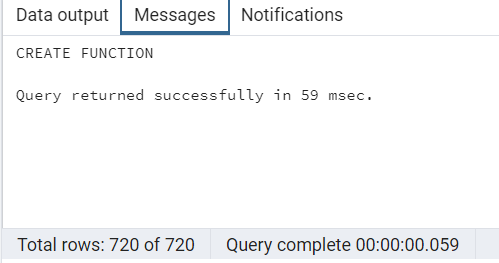 Data output Messages Notifications
CREATE FUNCTION
Query returned successfully in 59 msec.
Total rows: 720 of 720 Query complete 00:00:00.059